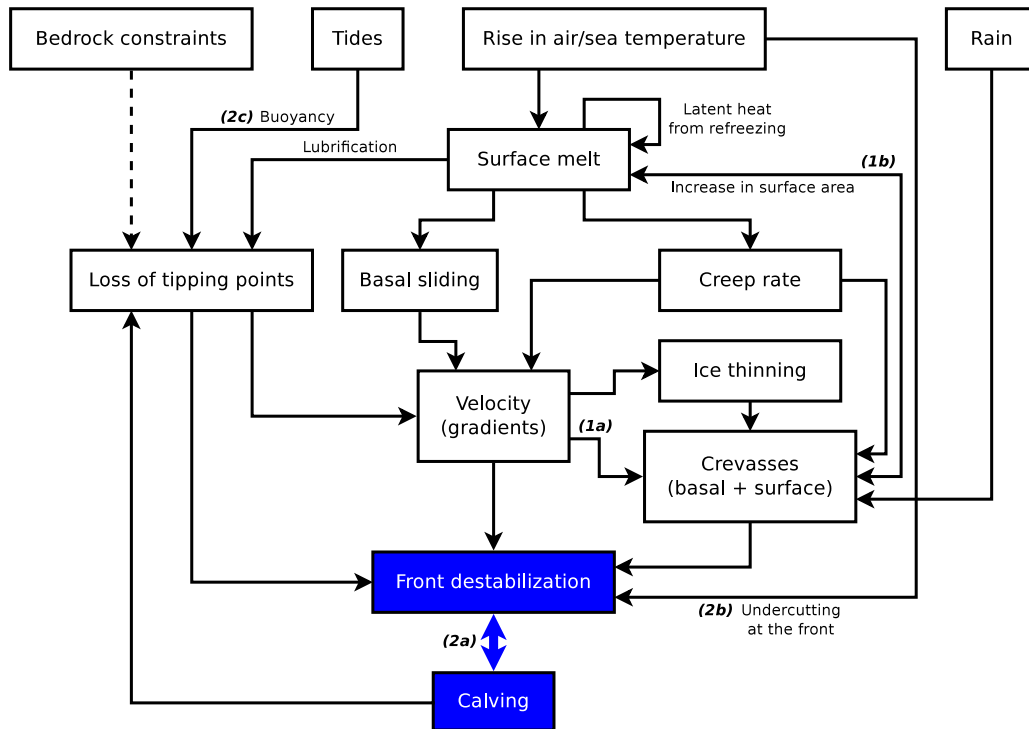 Bedrock constraints
Tides
Rise in air/sea temperature
Rain
(2c) Buoyancy
Latent heat
from refreezing
Lubrification
Surface melt
(1b)
Increase in surface area
Loss of tipping points
Basal sliding
Creep rate
Ice thinning
Velocity
(gradients)
(1a)
Crevasses
(basal + surface)
Front destabilization
(2b) Undercutting
at the front
(2a)
Calving